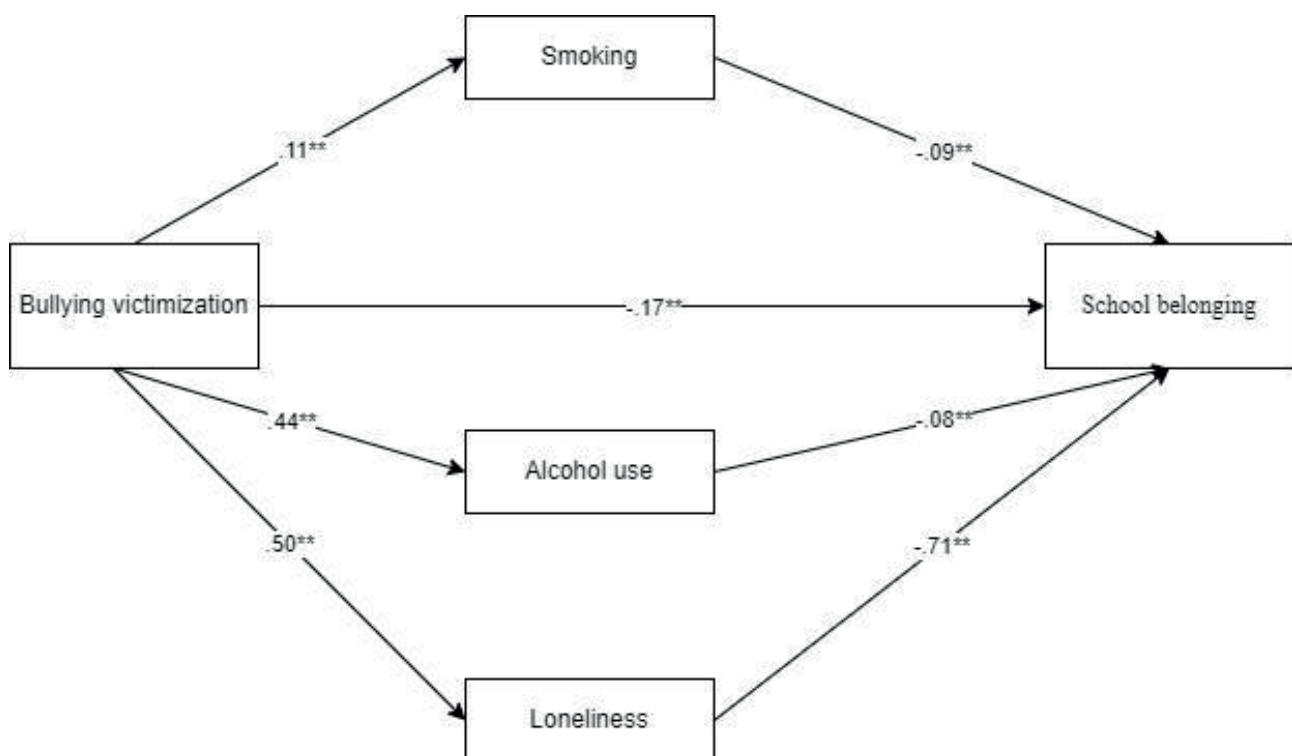 Smoking
.11**
-.09**
Bullying victimization
-.17**
School belonging
.44**
-.08**
Alcohol use
.50**
-.71**
Loneliness